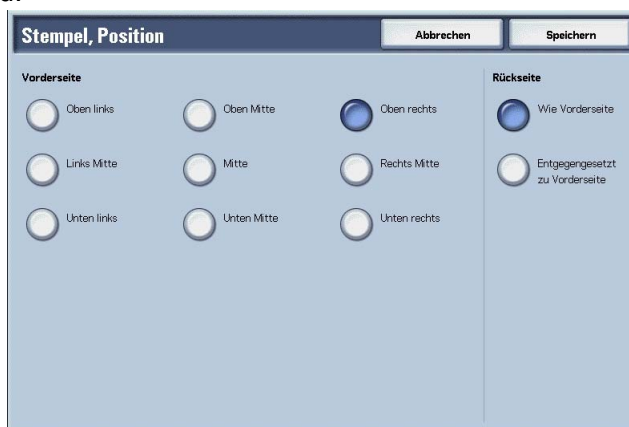 Stempel, Position
Abbrechen
Speichern
Vorderseite
Rückseite
Oben links
Oben Mitte
Oben rechts
Wie Vorderseite
Links Mitte
Mitte
Rechts Mitte
Entgegengesetzt
zu Vorderseite
Unten links
Unten Mitte
Unten rechts